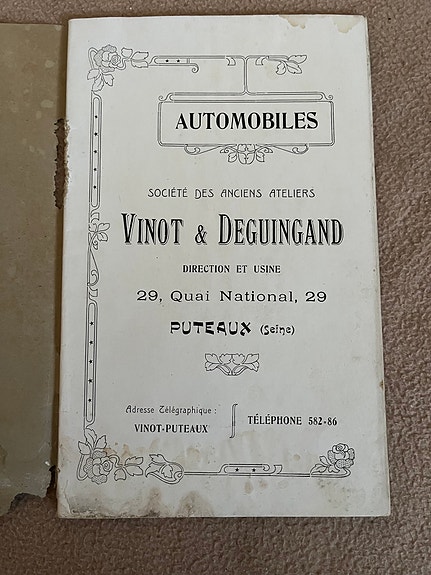 AUTOMOBILES
SOCIÉTÉ DES ANCIENS ATELIERS
VINOT & DEGUINGAND
DIRECTION ET USINE
29, Quai National, 29
PUTEAUX (Seine)
Adresse Télégraphique :
VINOT-PUTEAUX
TÉLÉPHONE 582-86